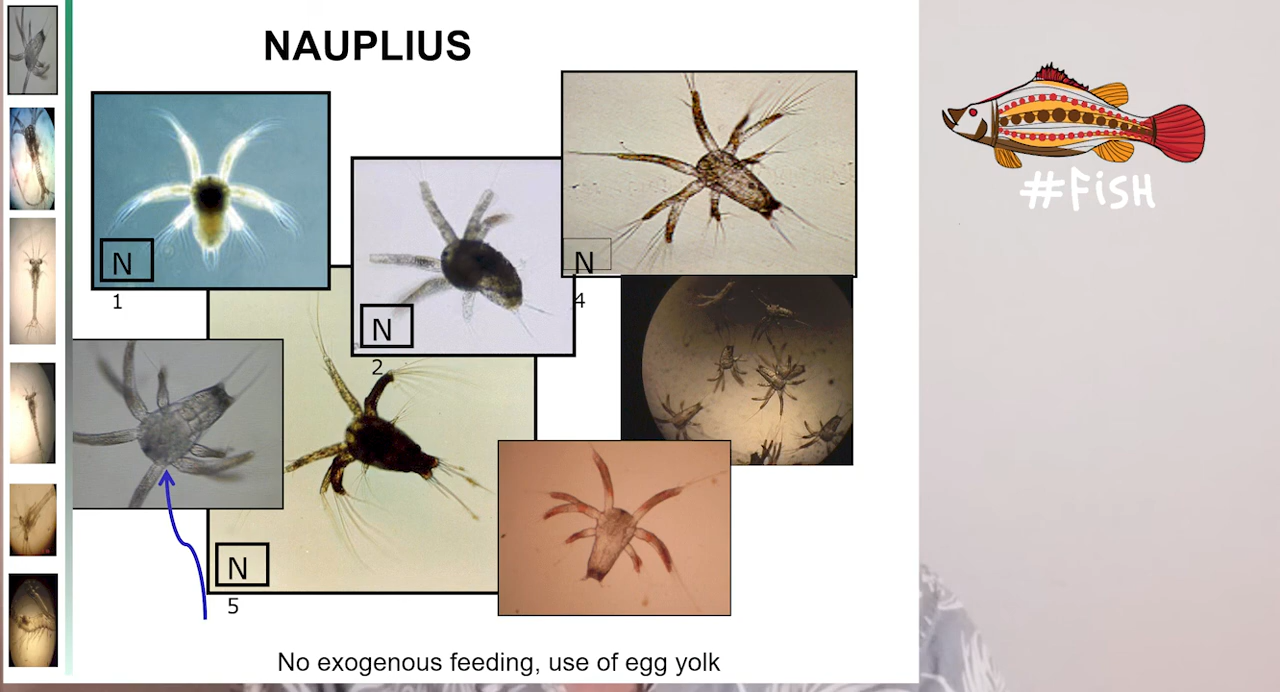 NAUPLIUS
N
1
N
2
N
4
N
5
No exogenous feeding, use of egg yolk
#FiSH